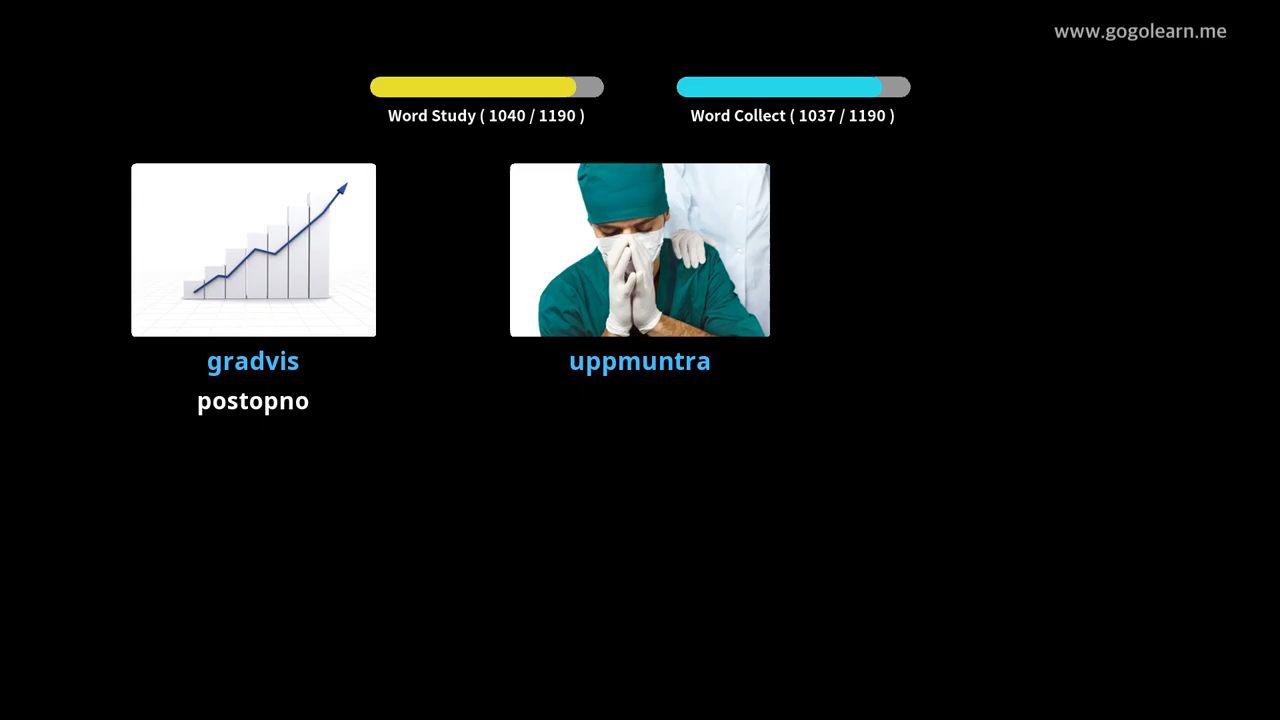 www.gogolearn.me
Word Study ( 1040 / 1190 )
Word Collect ( 1037 / 1190 )
gradvis
uppmuntra
postopno